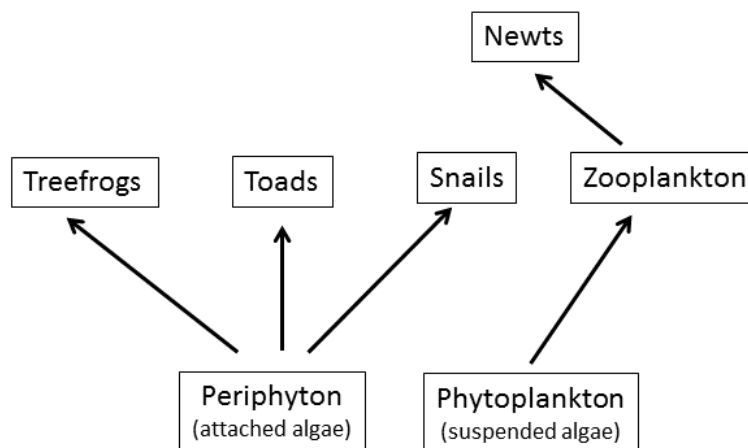 Newts
Treefrogs
Toads
Snails
Zooplankton
Periphyton
(attached algae)
Phytoplankton
(suspended algae)